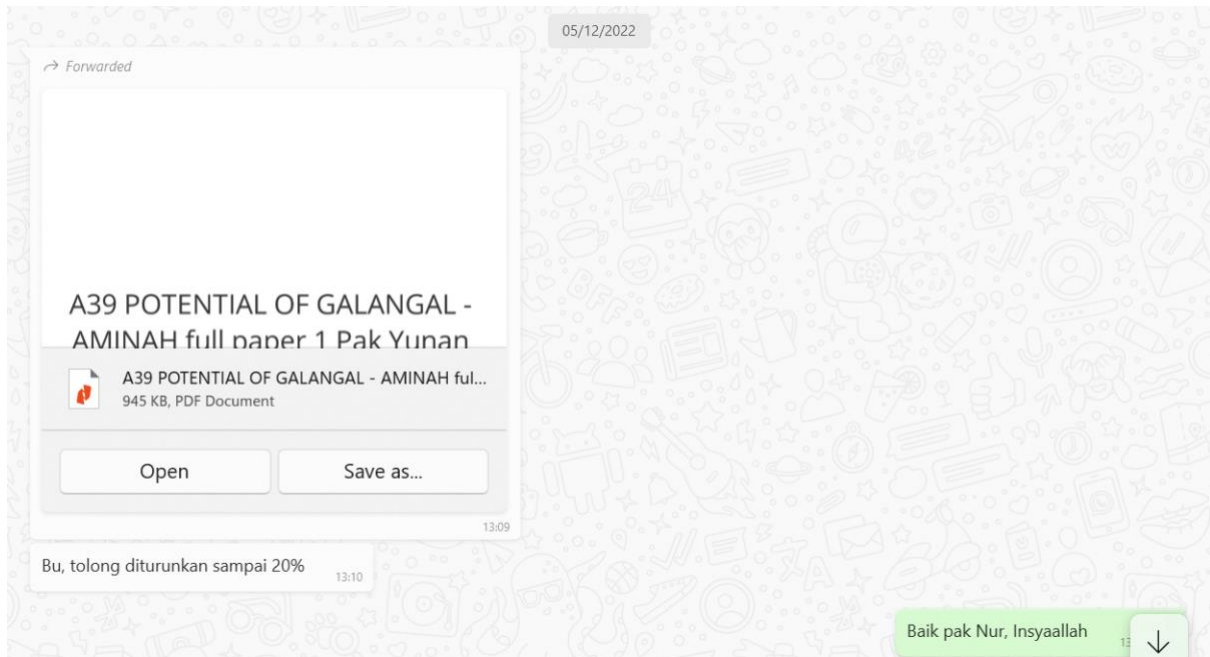 05/12/2022
Forwarded
A39 POTENTIAL OF GALANGAL -
AMINAH full paper 1 Pak Yunan
A39 POTENTIAL OF GALANGAL - AMINAH ful...
945 KB, PDF Document
Open
Save as...
13:09
Bu, tolong diturunkan sampai 20%
13:10
Baik pak Nur, Insyaallah